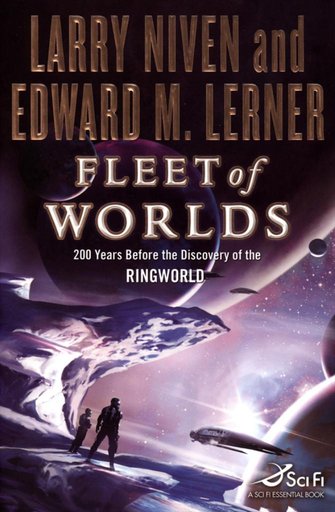 LARRY NIVEN and
EDWARD M. LERNER
FLEET of
WORLDS
200 Years Before the Discovery of the
RINGWORLD
Sci Fi
A SCI FI ESSENTIAL BOOK